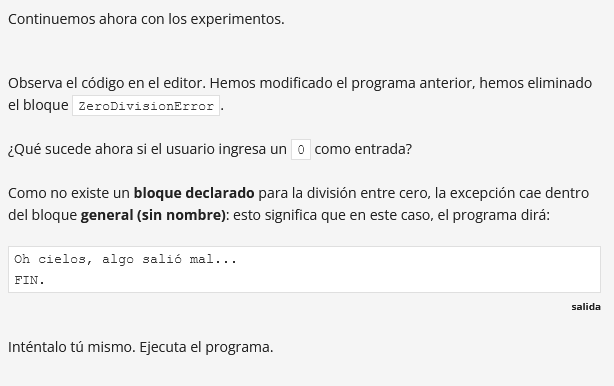 Continuemos ahora con los experimentos.
Observa el código en el editor. Hemos modificado el programa anterior, hemos eliminado
el bloque ZeroDivisionError.
¿Qué sucede ahora si el usuario ingresa un 0 como entrada?
Como no existe un bloque declarado para la división entre cero, la excepción cae dentro
del bloque general (sin nombre): esto significa que en este caso, el programa dirá:
Oh cielos, algo salió mal...
FIN.
salida
Inténtalo tú mismo. Ejecuta el programa.